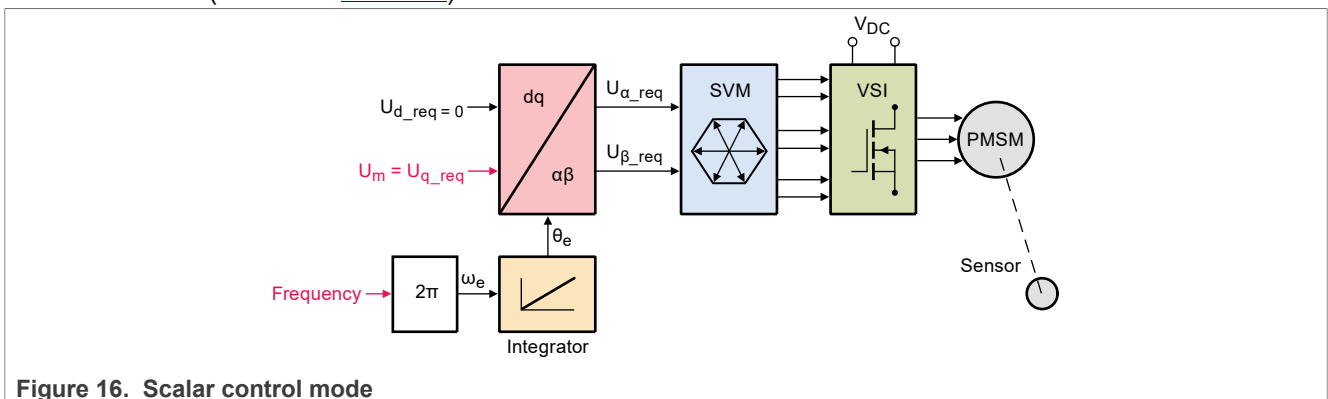 V_DC
dq
U_α_req
SVM
VSI
U_d_req = 0
PMSM
U_m = U_q_req
U_β_req
αβ
θ_e
Sensor
Frequency
2π
ω_e
Integrator
Figure 16. Scalar control mode